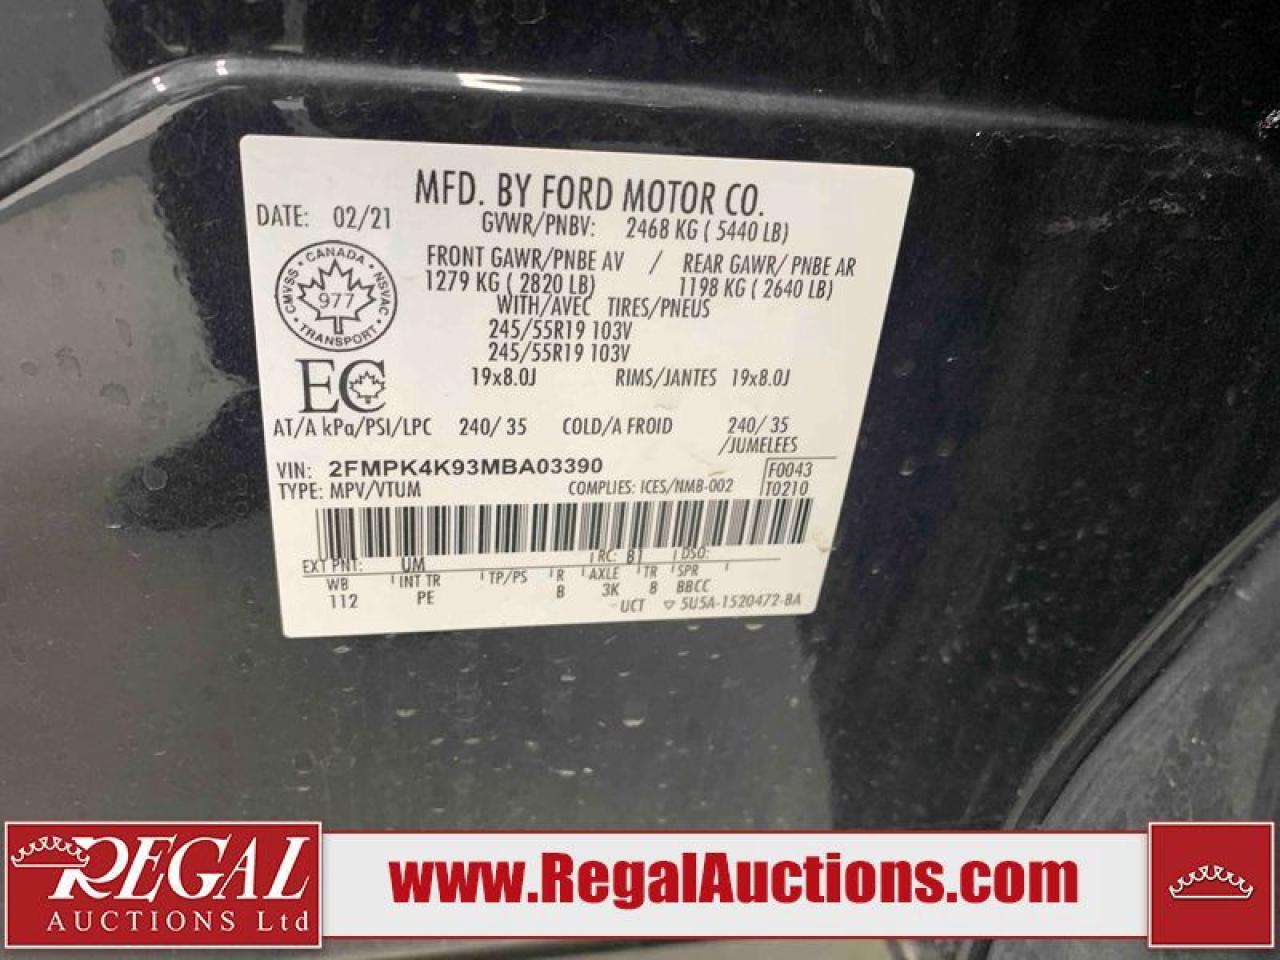 MFD. BY FORD MOTOR CO.
DATE: 02/21 GVWR/PNBV: 2468 KG ( 5440 LB)
FRONT GAWR/PNBE AV / REAR GAWR/ PNBE AR
1279 KG ( 2820 LB) 1198 KG ( 2640 LB)
WITH/AVEC TIRES/PNEUS
245/55R19 103V
245/55R19 103V
19x8.0J RIMS/JANTES 19x8.0J
CANADA
CMVSS NSVAC
977
TRANSPORT
EC
AT/A kPa/PSI/LPC 240/ 35 COLD/A FROID 240/ 35
/JUMELEES
VIN: 2FMPK4K93MBA03390 F0043
TYPE: MPV/VTUM COMPLIES: ICES/NMB-002 T0210
EXT PNT: UM RC: 81 DSO:
WB INT TR TP/PS R AXLE TR SPR
112 PE B 3K 8 BBCC
UCT ▽ 5U5A-1520472-BA
REGAL
AUCTIONS Ltd
www.RegalAuctions.com